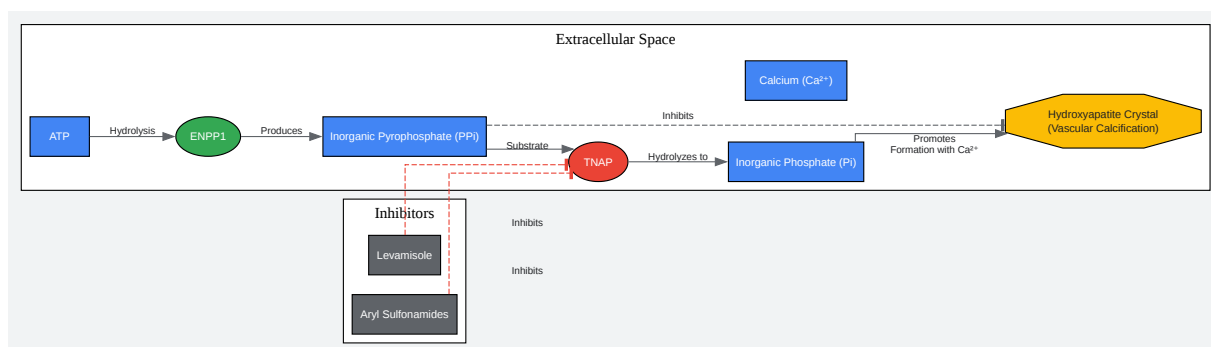 Extracellular Space
Calcium (Ca²⁺)
Hydroxyapatite Crystal
(Vascular Calcification)
ATP
Hydrolysis
ENPP1
Produces
Inorganic Pyrophosphate (PPi)
Inhibits
Substrate
TNAP
Hydrolyzes to
Inorganic Phosphate (Pi)
Promotes
Formation with Ca²⁺
Inhibitors
Levamisole
Aryl Sulfonamides
Inhibits
Inhibits